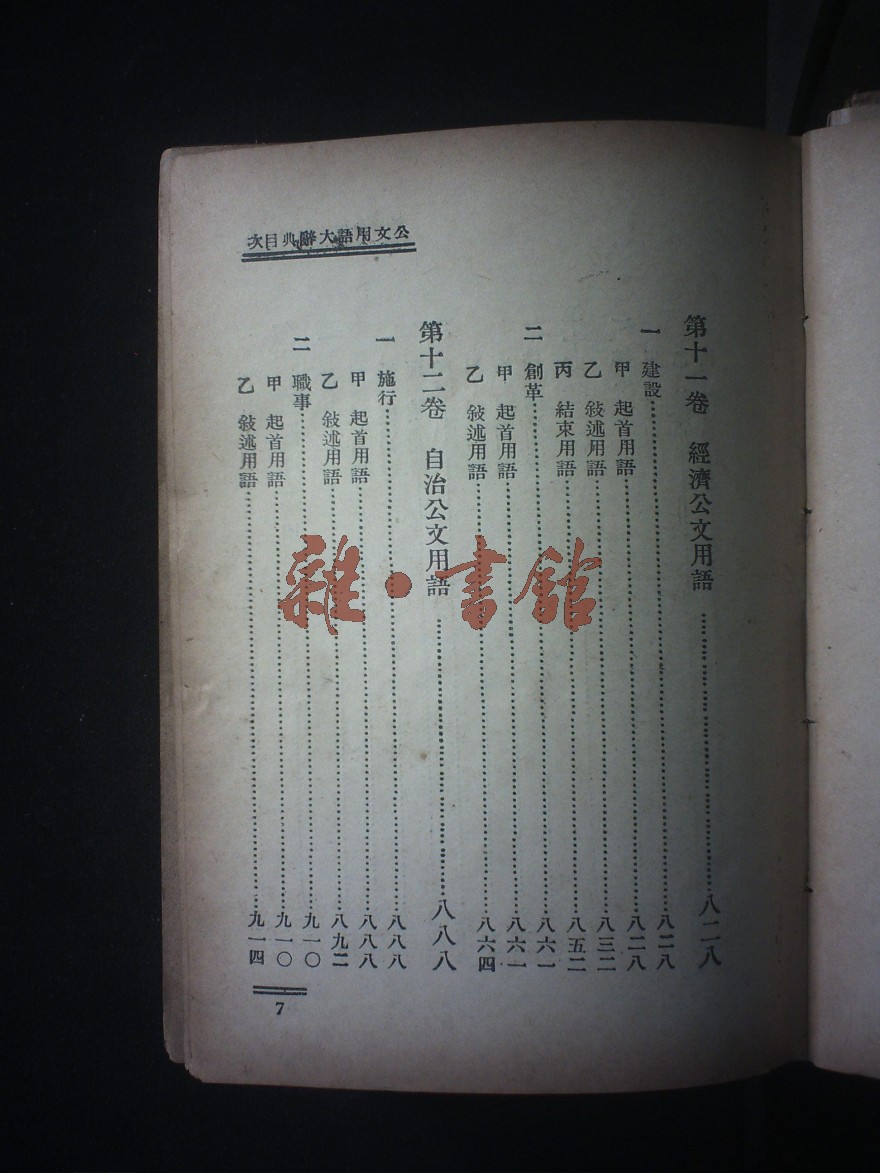 公文用語大辭典目次
第十一卷 經濟公文用語……八二八
一 建設……八二八
甲 起首用語……八二八
乙 敍述用語……八三二
丙 結束用語……八五二
二 創革……八六一
甲 起首用語……八六一
乙 敍述用語……八六四
第十二卷 自治公文用語……八八八
一 施行……八八八
甲 起首用語……八八八
乙 敍述用語……八九二
二 職事……九一〇
甲 起首用語……九一〇
乙 敍述用語……九一四
7
雜·書館